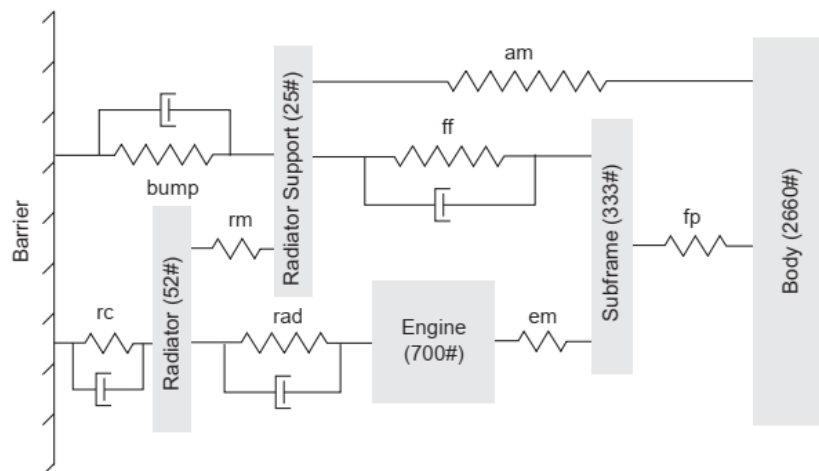 am
Radiator Support (25#)
ff
bump
Subframe (333#)
Body (2660#)
rm
fp
Barrier
Radiator (52#)
rc
rad
Engine
(700#)
em